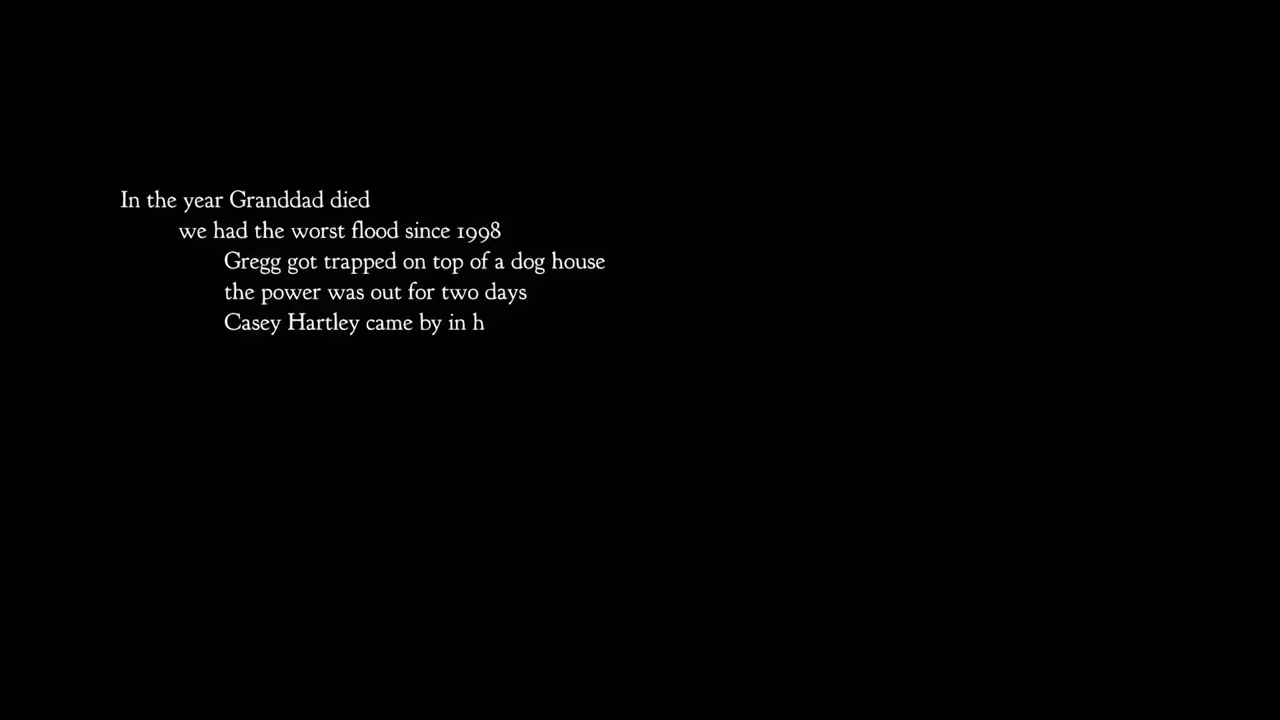 In the year Granddad died
we had the worst flood since 1998
Gregg got trapped on top of a dog house
the power was out for two days
Casey Hartley came by in h